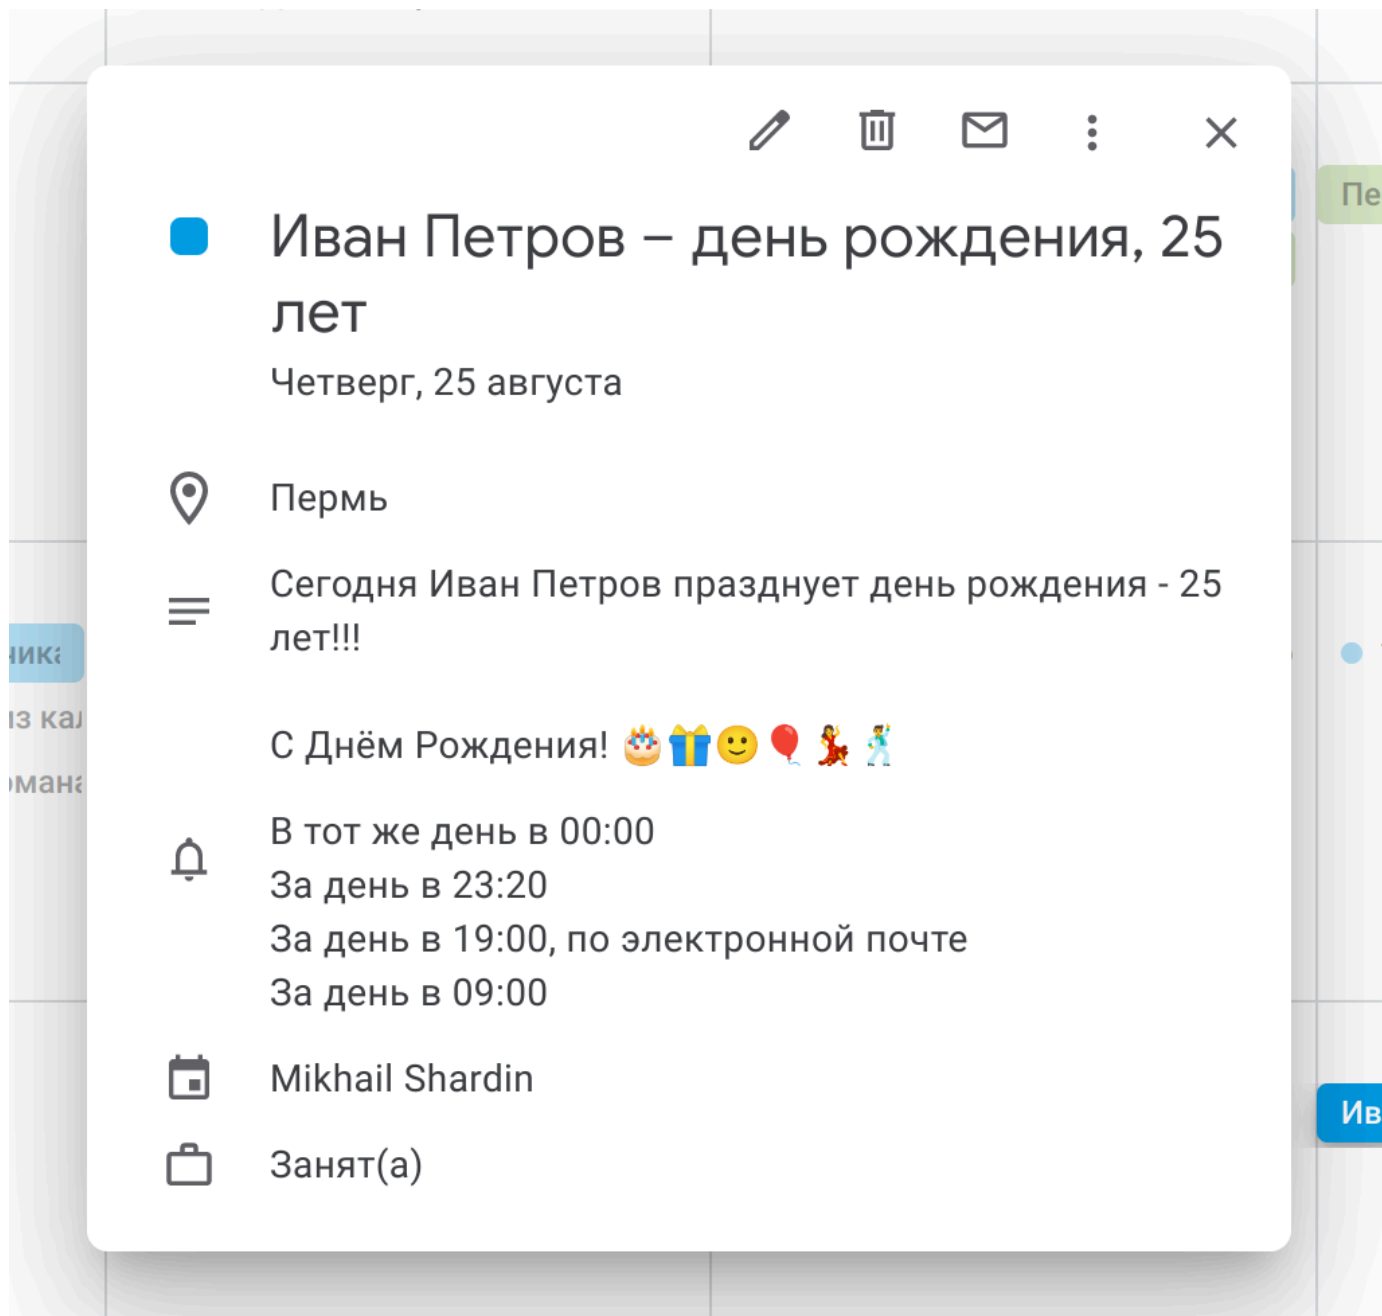 Пе
Иван Петров – день рождения, 25
лет
Четверг, 25 августа
Пермь
Сегодня Иван Петров празднует день рождения - 25
лет!!!
С Днём Рождения! 🎂🎁🙂🎈💃🕺
В тот же день в 00:00
За день в 23:20
За день в 19:00, по электронной почте
За день в 09:00
Mikhail Shardin
Занят(а)
Ив